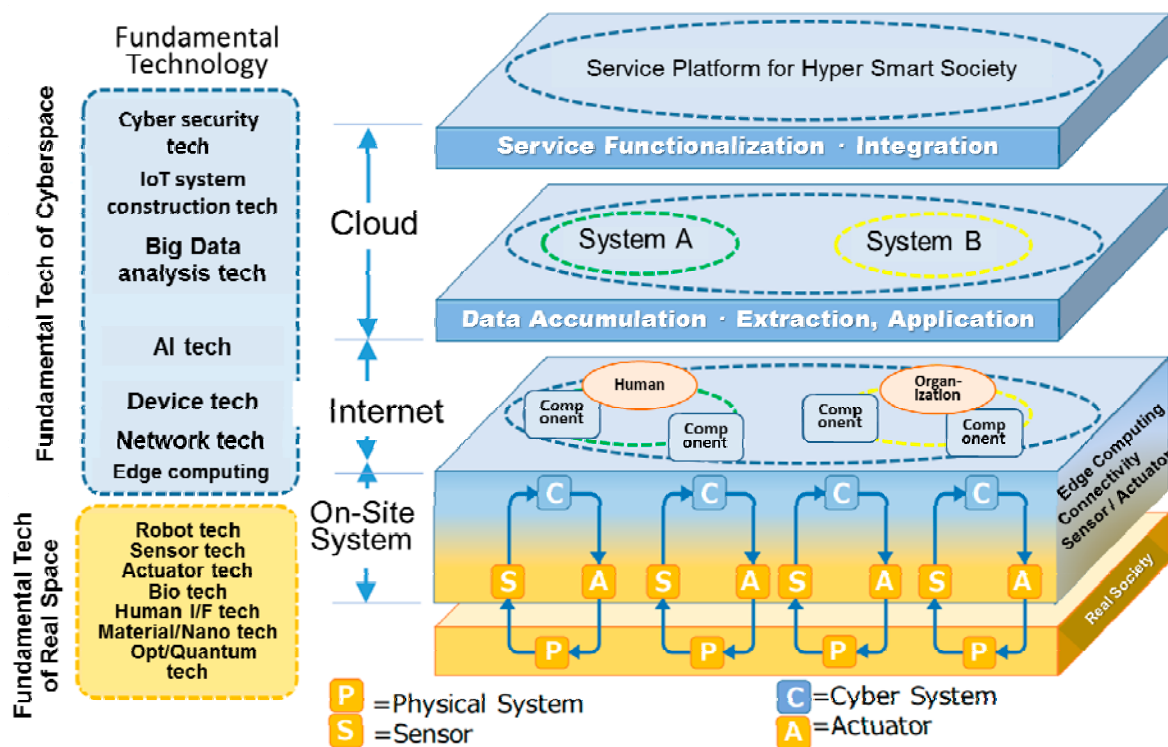 Fundamental
Technology
Fundamental Tech of Cyberspace
Cyber security
tech
IoT system
construction tech
Big Data
analysis tech
AI tech
Device tech
Network tech
Edge computing
Fundamental Tech
of Real Space
Robot tech
Sensor tech
Actuator tech
Bio tech
Human I/F tech
Material/Nano tech
Opt/Quantum
tech
Cloud
Internet
On-Site
System
Service Platform for Hyper Smart Society
Service Functionalization · Integration
System A
System B
Data Accumulation · Extraction, Application
Human
Comp
onent
Comp
onent
Organ-
ization
Comp
onent
Comp
onent
Edge Computing
Connectivity
Sensor / Actuator
Real Society
C
C
C
C
S
A
S
A
S
A
S
A
P
P
P
P
P =Physical System
S =Sensor
C =Cyber System
A =Actuator